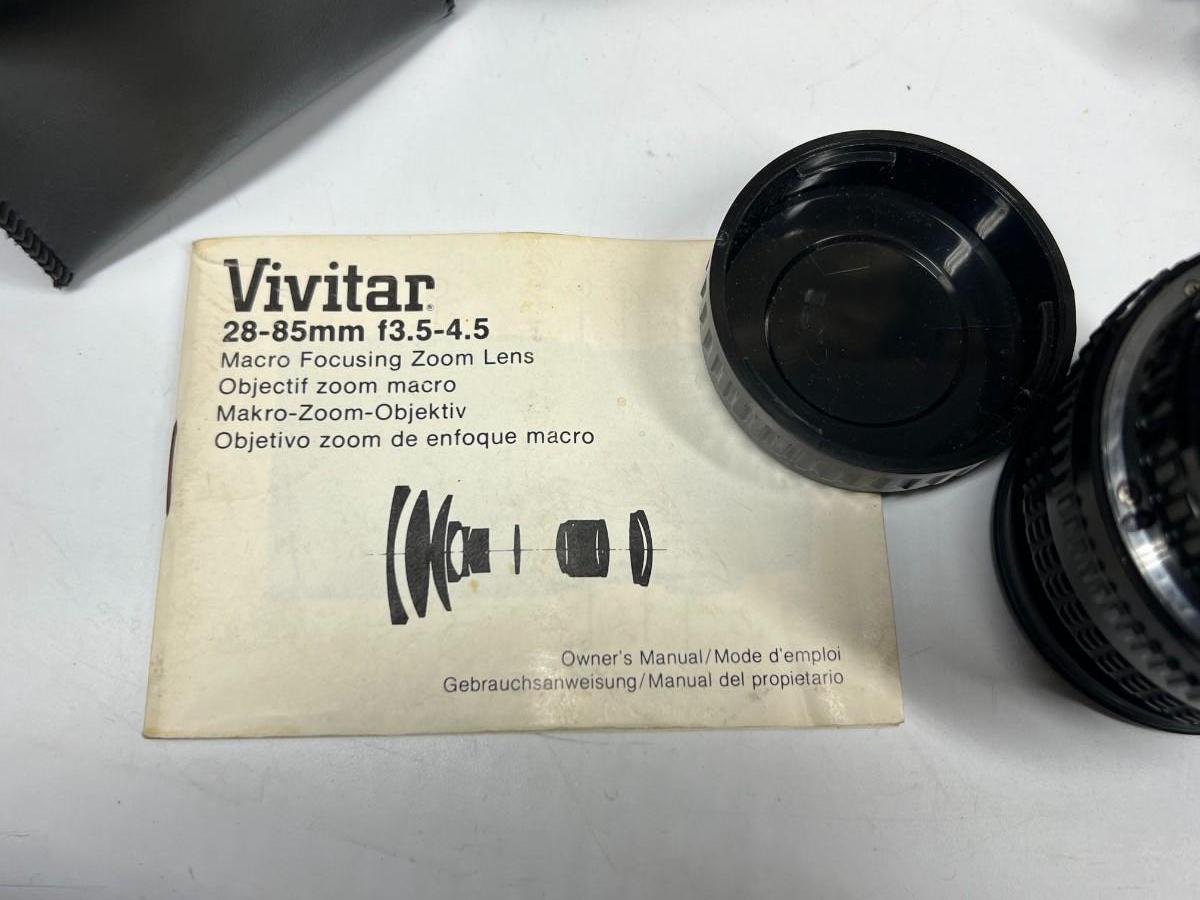 Vivitar®
28-85mm f3.5-4.5
Macro Focusing Zoom Lens
Objectif zoom macro
Makro-Zoom-Objektiv
Objetivo zoom de enfoque macro
Owner's Manual/Mode d'emploi
Gebrauchsanweisung/Manual del propietario